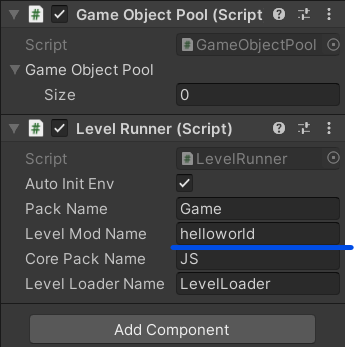 Game Object Pool (Script
Script GameObjectPool
Game Object Pool
Size 0
Level Runner (Script)
Script LevelRunner
Auto Init Env
Pack Name Game
Level Mod Name helloworld
Core Pack Name JS
Level Loader Name LevelLoader
Add Component